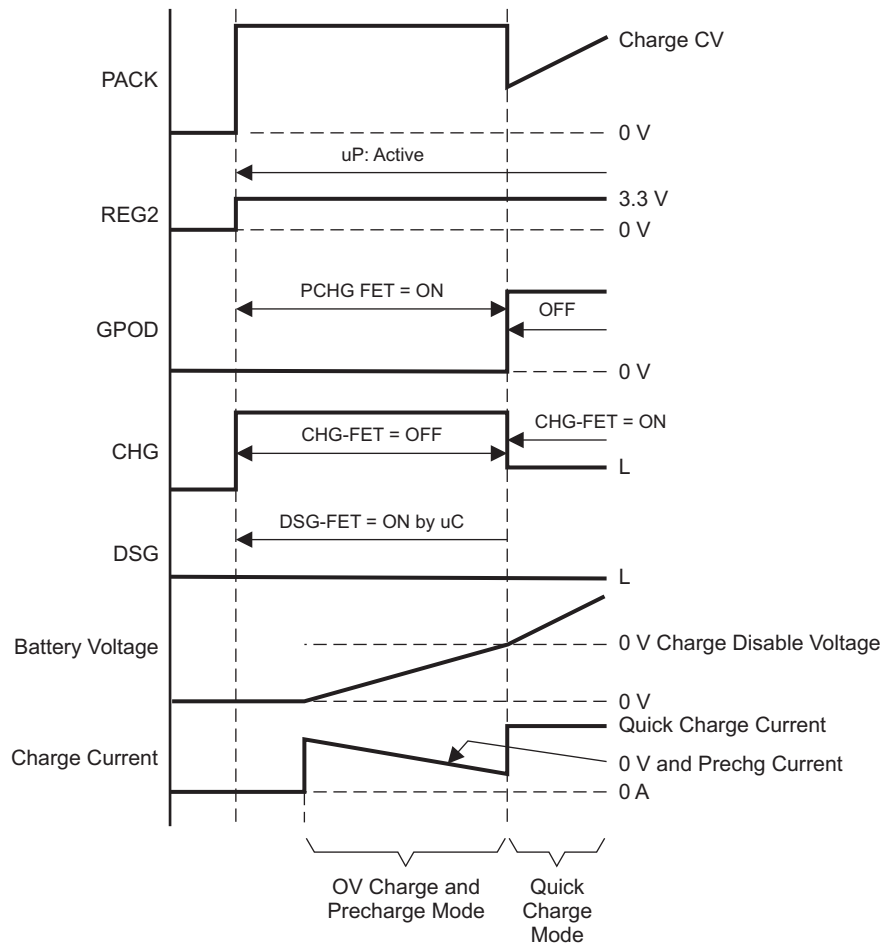 Charge CV
PACK
0 V
uP: Active
3.3 V
REG2
0 V
PCHG FET = ON
OFF
GPOD
0 V
CHG-FET = ON
CHG-FET = OFF
CHG
L
DSG-FET = ON by uC
DSG
L
Battery Voltage
0 V Charge Disable Voltage
0 V
Quick Charge Current
Charge Current
0 V and Prechg Current
0 A
OV Charge and
Precharge Mode
Quick
Charge
Mode